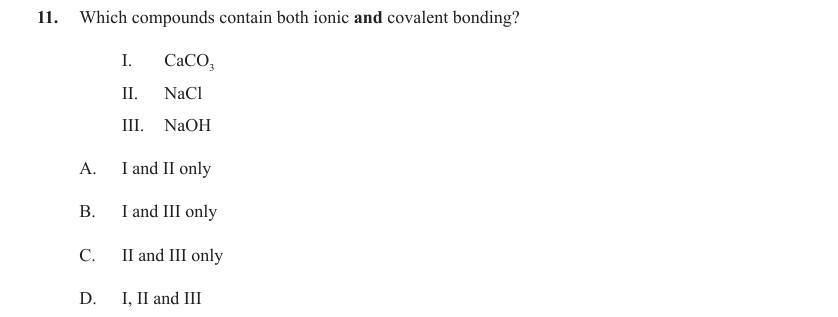 11. Which compounds contain both ionic and covalent bonding?
I. CaCO₃
II. NaCl
III. NaOH
A. I and II only
B. I and III only
C. II and III only
D. I, II and III